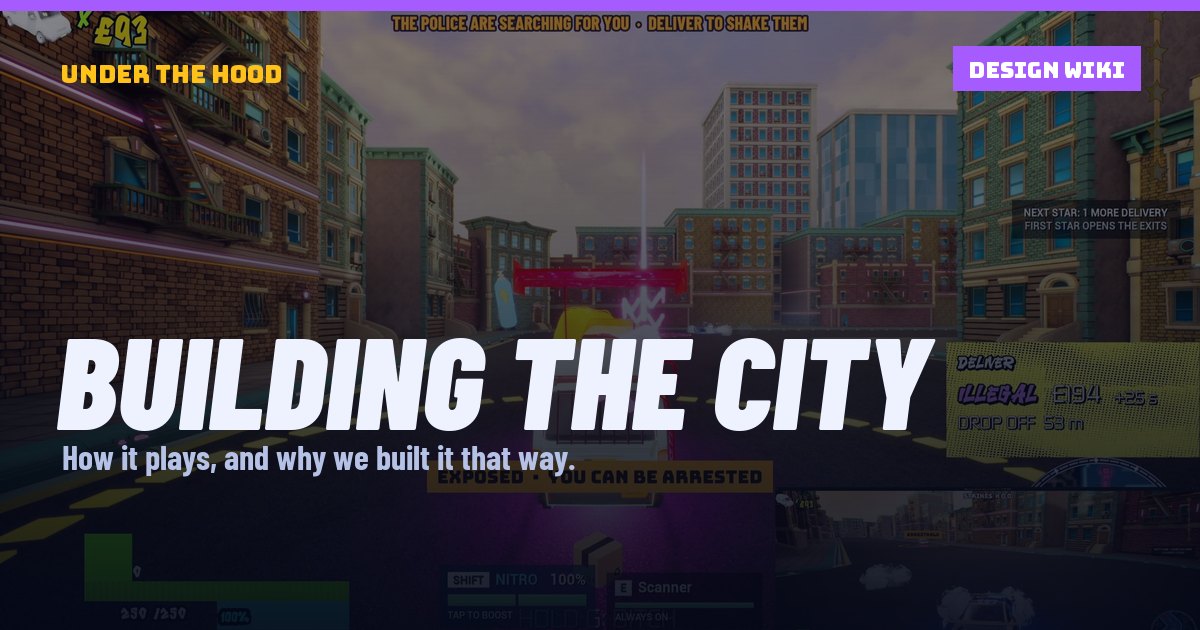 £93
THE POLICE ARE SEARCHING FOR YOU • DELIVER TO SHAKE THEM
UNDER THE HOOD
DESIGN WIKI
NEXT STAR: 1 MORE DELIVERY
FIRST STAR OPENS THE EXITS
BUILDING THE CITY
How it plays, and why we built it that way.
DELIVER
ILLEGAL £194 +25 s
DROP OFF 53 m
EXPOSED • YOU CAN BE ARRESTED
SHIFT NITRO 100%
TAP TO BOOST
E Scanner
ALWAYS ON
250 /250
100%